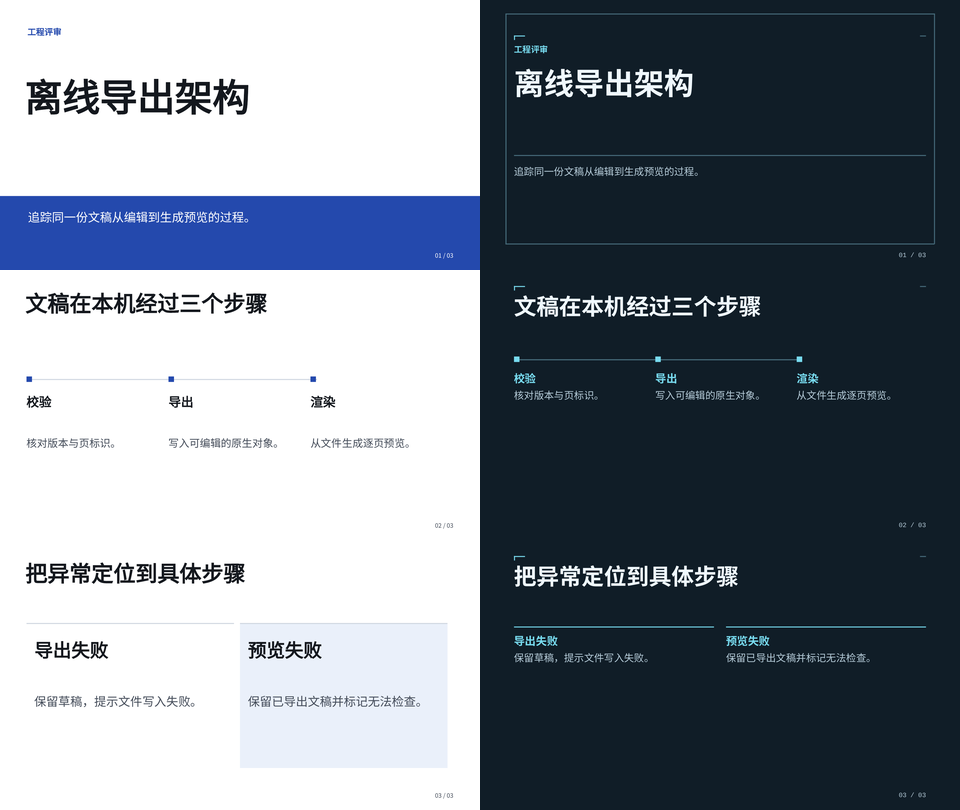 工程评审
离线导出架构
追踪同一份文稿从编辑到生成预览的过程。
01 / 03
工程评审
离线导出架构
追踪同一份文稿从编辑到生成预览的过程。
01 / 03
文稿在本机经过三个步骤
校验
导出
渲染
核对版本与页标识。
写入可编辑的原生对象。
从文件生成逐页预览。
02 / 03
文稿在本机经过三个步骤
校验
导出
渲染
核对版本与页标识。
写入可编辑的原生对象。
从文件生成逐页预览。
02 / 03
把异常定位到具体步骤
导出失败
预览失败
保留草稿，提示文件写入失败。
保留已导出文稿并标记无法检查。
03 / 03
把异常定位到具体步骤
导出失败
预览失败
保留草稿，提示文件写入失败。
保留已导出文稿并标记无法检查。
03 / 03